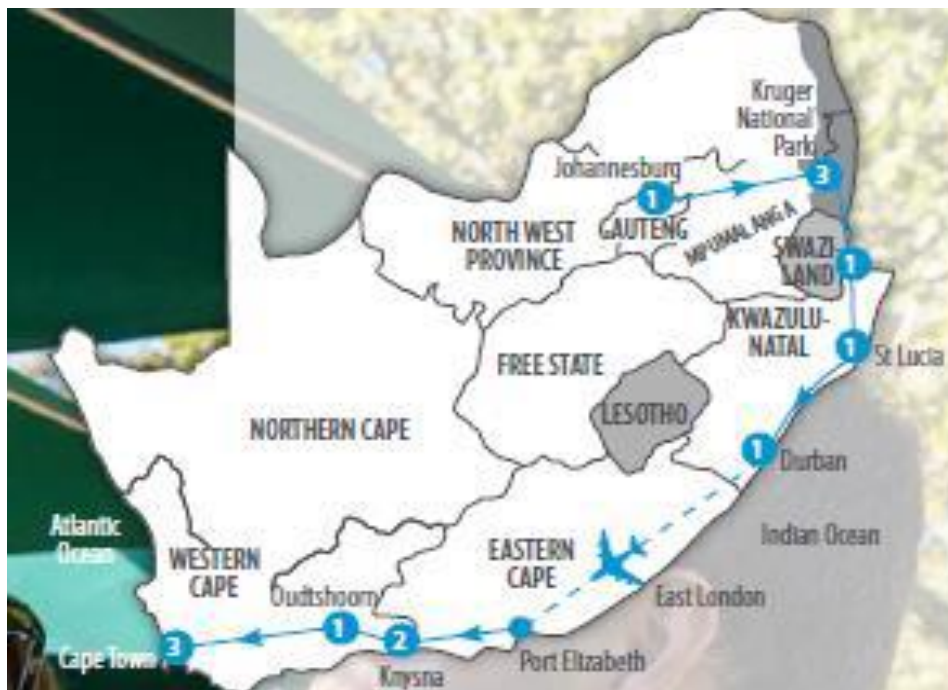 Kruger
National
Park
Johannesburg
3
1
GAUTENG
MPUMALANGA
NORTH WEST
PROVINCE
SWAZI-
LAND
1
KWAZULU-
NATAL
1
St Lucia
FREE STATE
LESOTHO
NORTHERN CAPE
1
Durban
Atlantic
Ocean
Indian Ocean
WESTERN
CAPE
EASTERN
CAPE
Oudtshoorn
East London
1
2
3
Cape Town
Knysna
Port Elizabeth